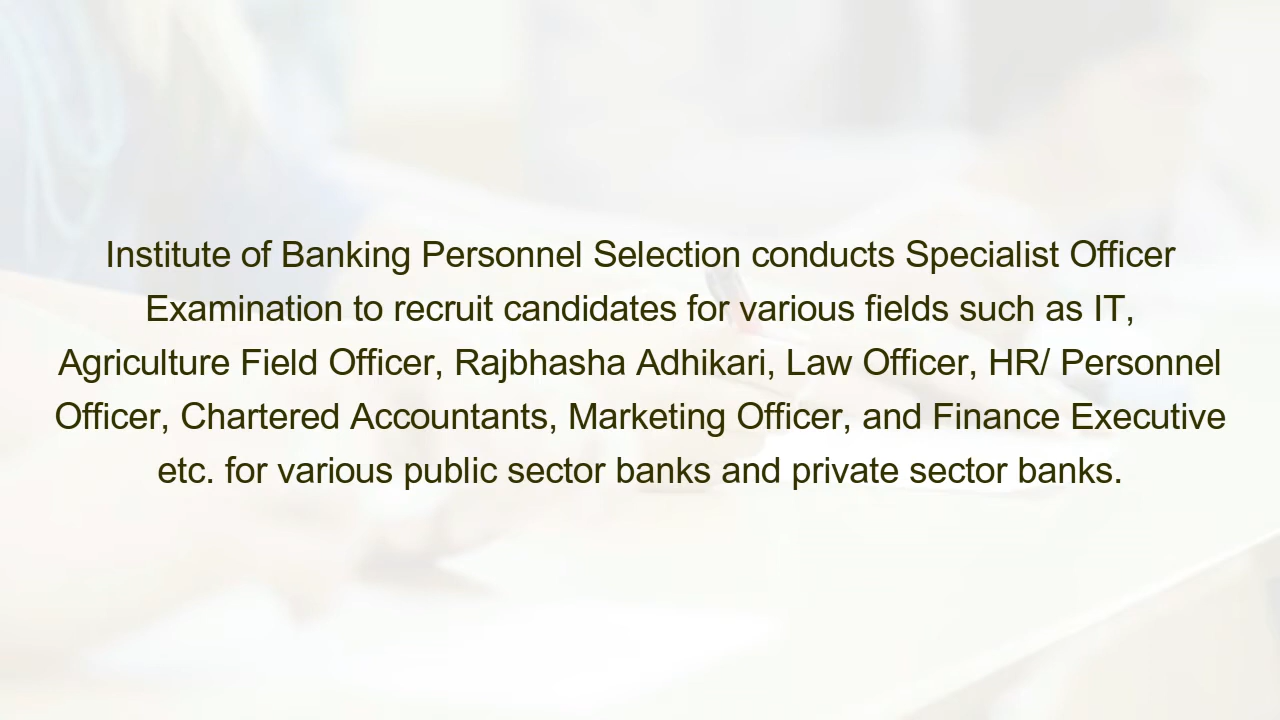 Institute of Banking Personnel Selection conducts Specialist Officer
Examination to recruit candidates for various fields such as IT,
Agriculture Field Officer, Rajbhasha Adhikari, Law Officer, HR/ Personnel
Officer, Chartered Accountants, Marketing Officer, and Finance Executive
etc. for various public sector banks and private sector banks.